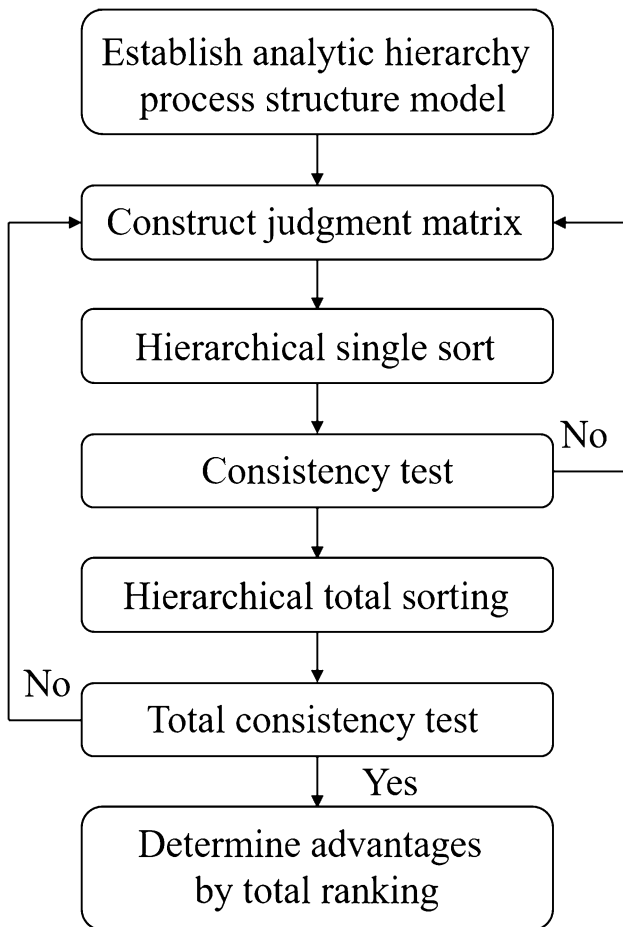 Establish analytic hierarchy
process structure model
Construct judgment matrix
Hierarchical single sort
No
Consistency test
Hierarchical total sorting
No
Total consistency test
Yes
Determine advantages
by total ranking